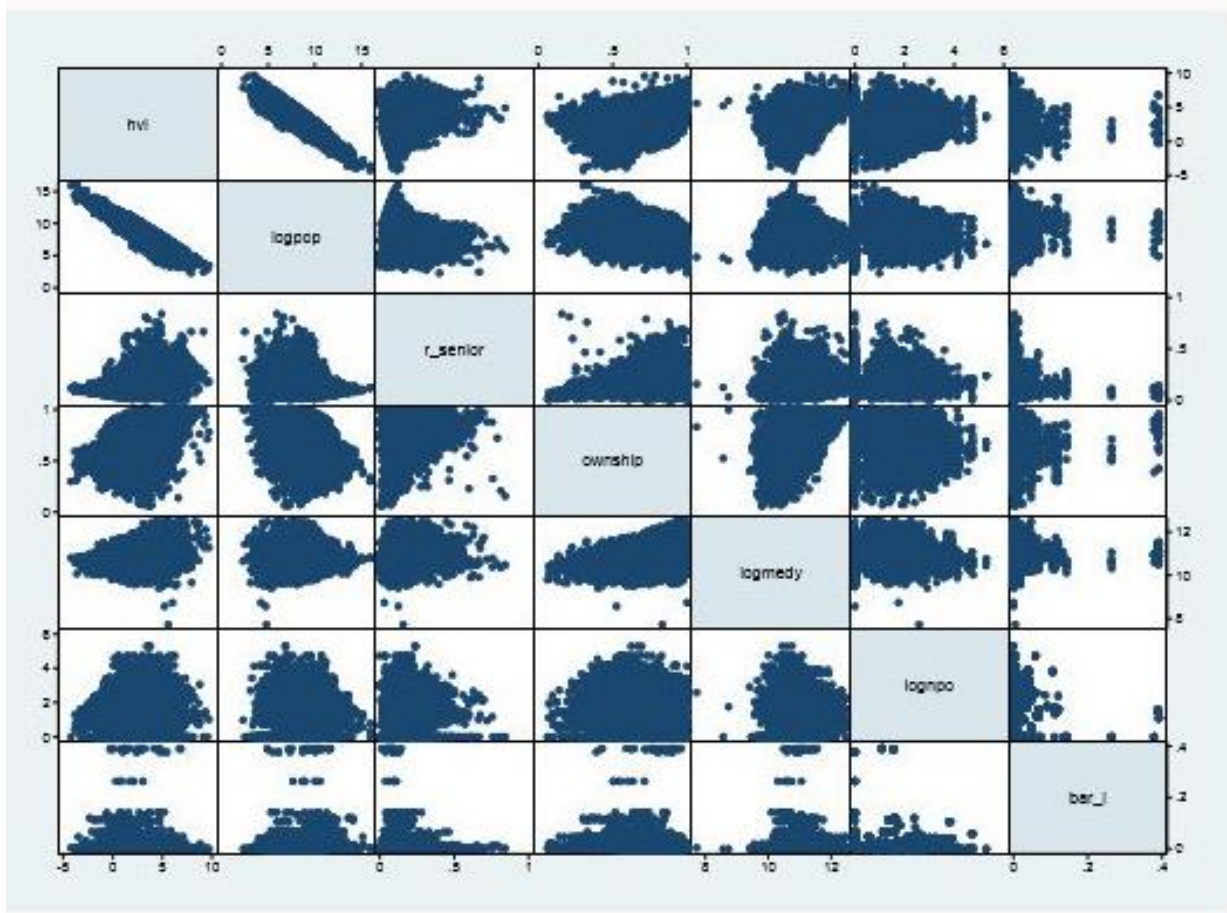 0 5 10 15 0 .5 1 0 2 4 6
10
hvi 5
0
-5
15
10 logpop
5
0
1
r_senior .5
0
1
.5 ownship
0
12
logmedy 10
8
6
4 lognpo
2
0
.4
bar_i .2
0
-5 0 5 10 0 .5 1 8 10 12 0 .2 .4